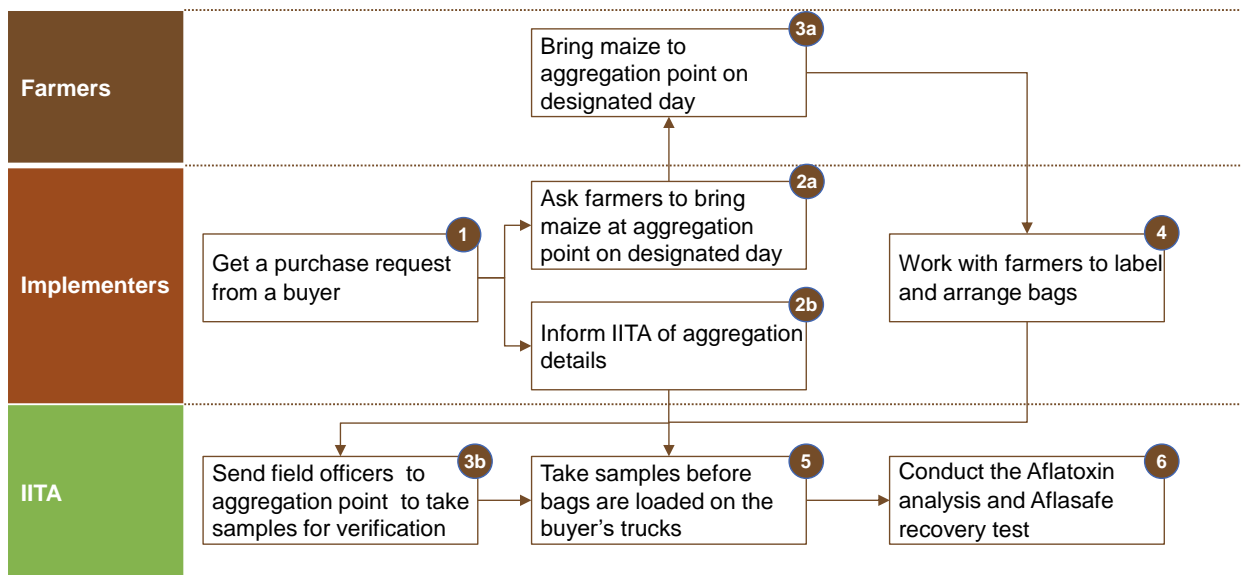 Farmers
3a
Bring maize to
aggregation point on
designated day
Implementers
1
Get a purchase request
from a buyer
2a
Ask farmers to bring
maize at aggregation
point on designated day
2b
Inform IITA of aggregation
details
4
Work with farmers to label
and arrange bags
IITA
3b
Send field officers to
aggregation point to take
samples for verification
5
Take samples before
bags are loaded on the
buyer's trucks
6
Conduct the Aflatoxin
analysis and Aflasafe
recovery test